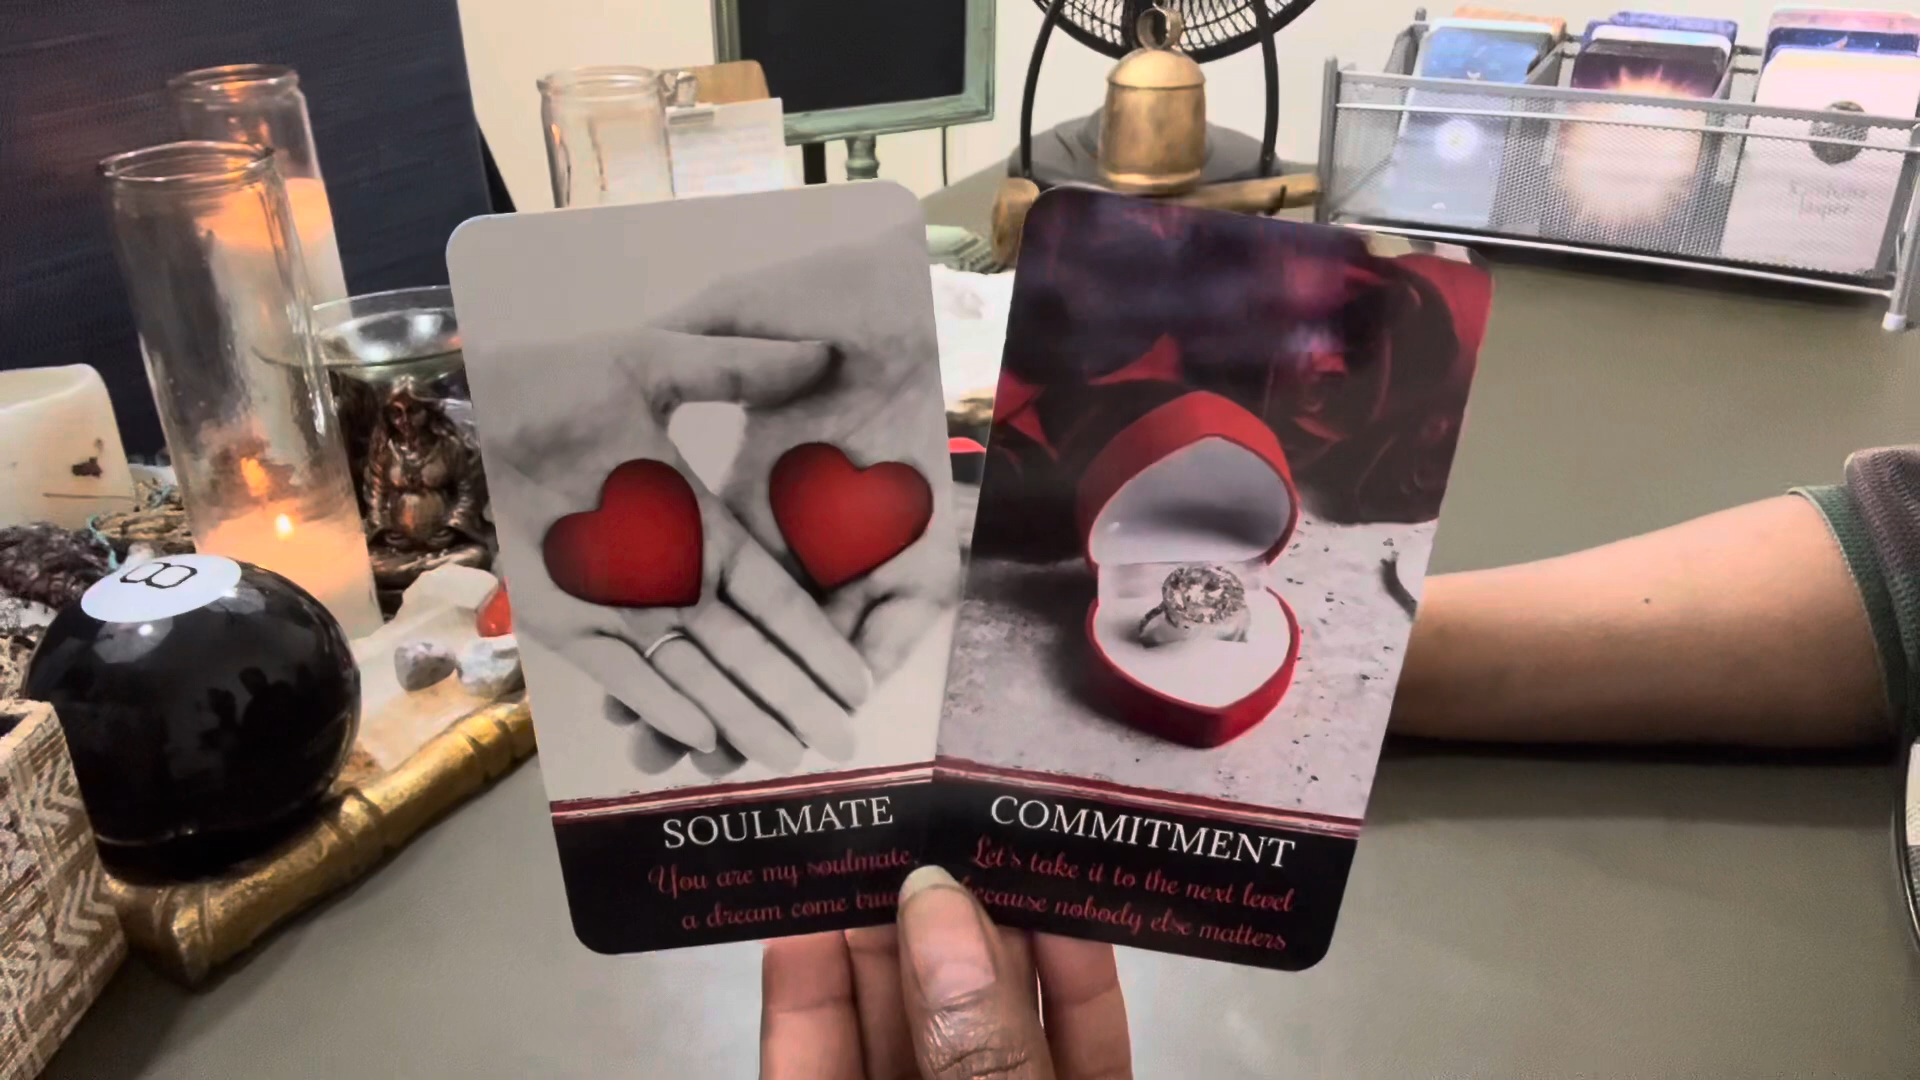 8
SOULMATE
You are my soulmate,
a dream come true
COMMITMENT
Let's take it to the next level
because nobody else matters